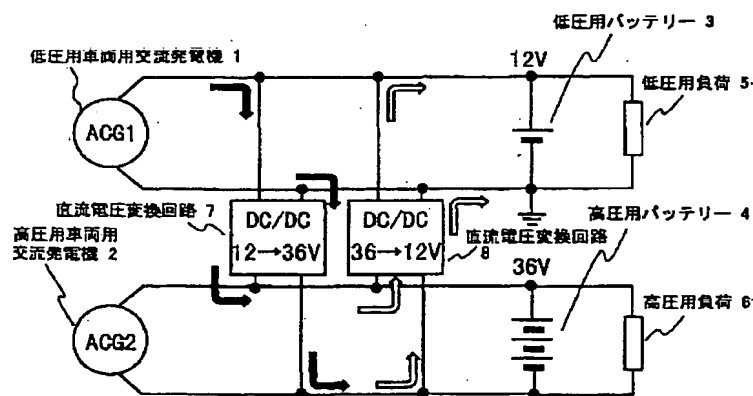 低圧用バッテリー 3
低圧用車両用交流発電機 1
12V
低圧用負荷 5
ACG1
直流電圧変換回路 7
DC/DC
12→36V
DC/DC
36→12V
高圧用バッテリー 4
直流電圧変換回路
8
高圧用車両用
交流発電機 2
36V
高圧用負荷 6
ACG2